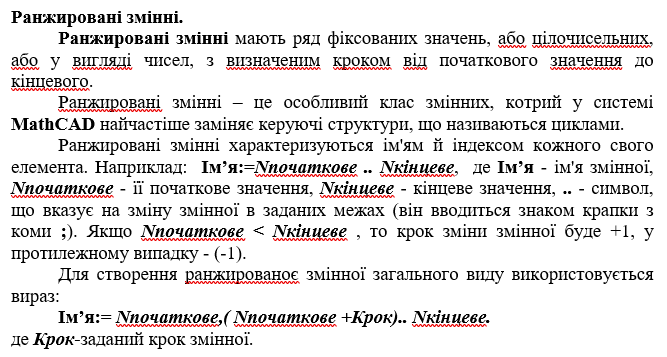 Ранжировані змінні.
Ранжировані змінні мають ряд фіксованих значень, або цілочисельних,
або у вигляді чисел, з визначеним кроком від початкового значення до
кінцевого.
Ранжировані змінні – це особливий клас змінних, котрий у системі
MathCAD найчастіше заміняє керуючі структури, що називаються циклами.
Ранжировані змінні характеризуються ім'ям й індексом кожного свого
елемента. Наприклад: Ім’я:=Nпочаткове .. Nкінцеве, де Ім’я - ім'я змінної,
Nпочаткове - її початкове значення, Nкінцеве - кінцеве значення, .. - символ,
що вказує на зміну змінної в заданих межах (він вводиться знаком крапки з
коми ;). Якщо Nпочаткове < Nкінцеве , то крок зміни змінної буде +1, у
протилежному випадку - (-1).
Для створення ранжированоє змінної загального виду використовується
вираз:
Ім’я:= Nпочаткове,( Nпочаткове +Крок).. Nкінцеве.
де Крок-заданий крок змінної.